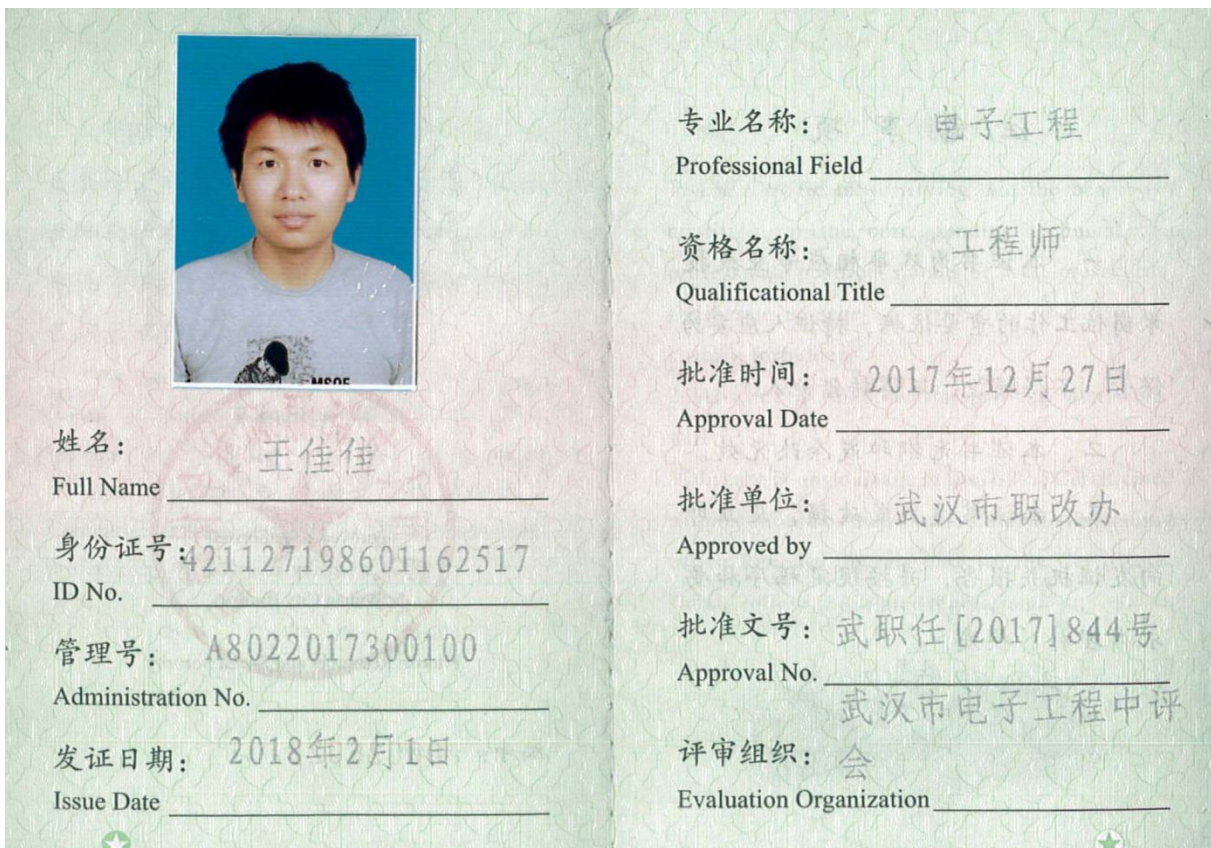 MSOF
姓名：王佳佳
Full Name
身份证号：421127198601162517
ID No.
管理号：A8022017300100
Administration No.
发证日期：2018年2月1日
Issue Date
专业名称：电子工程
Professional Field
资格名称：工程师
Qualificational Title
批准时间：2017年12月27日
Approval Date
批准单位：武汉市职改办
Approved by
批准文号：武职任[2017]844号
Approval No.
武汉市电子工程中评
评审组织：会
Evaluation Organization